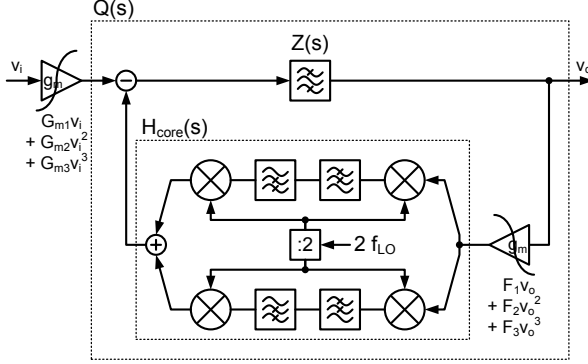 Q(s)
Z(s)
v_i
v_o
g_m
G_m1 v_i
+ G_m2 v_i^2
+ G_m3 v_i^3
H_core(s)
:2
2 f_LO
g_m
F_1 v_o
+ F_2 v_o^2
+ F_3 v_o^3